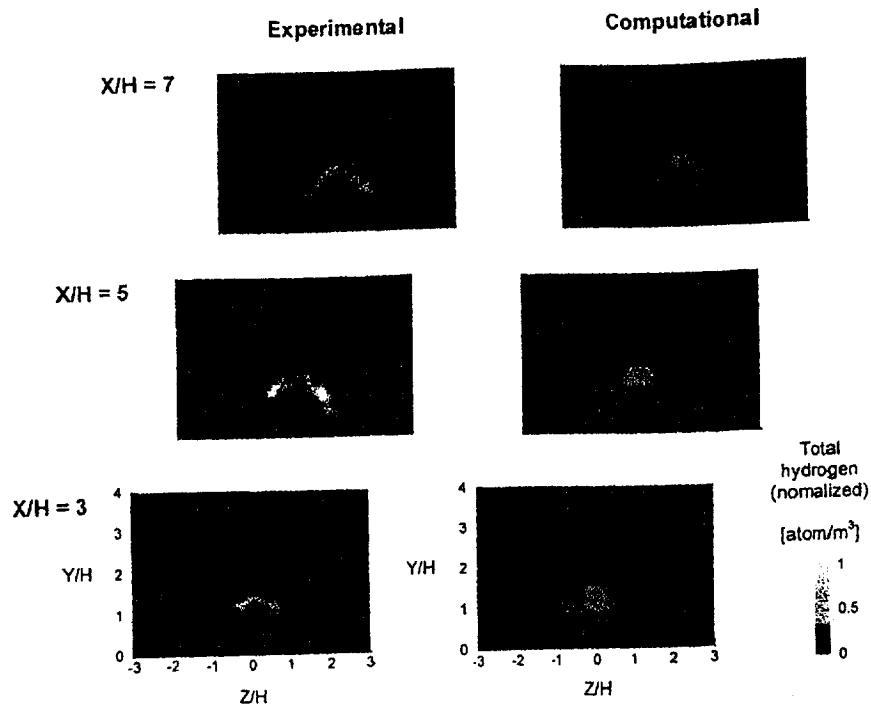 Experimental
Computational
X/H = 7
X/H = 5
Total
hydrogen
(nomalized)
[atom/m³]
1
0.5
0
X/H = 3
4
3
Y/H
2
1
0
-3 -2 -1 0 1 2 3
Z/H
4
3
Y/H
2
1
0
-3 -2 -1 0 1 2 3
Z/H